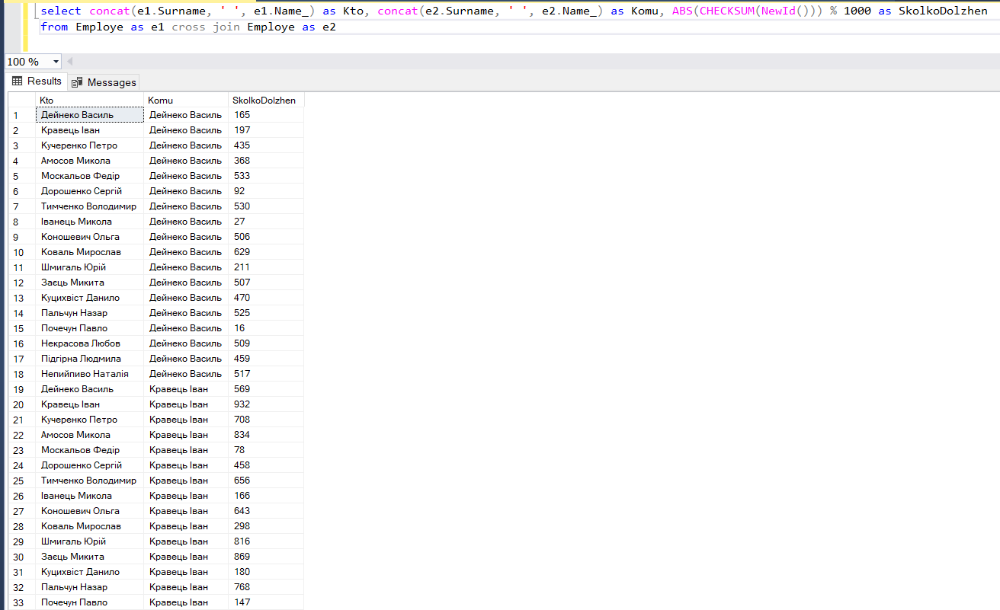 select concat(e1.Surname, ' ', e1.Name_) as Kto, concat(e2.Surname, ' ', e2.Name_) as Komu, ABS(CHECKSUM(NewId())) % 1000 as SkolkoDolzhen
from Employe as e1 cross join Employe as e2
100 %
Results Messages
Kto Komu SkolkoDolzhen
1 Дейнеко Василь Дейнеко Василь 165
2 Кравець Іван Дейнеко Василь 197
3 Кучеренко Петро Дейнеко Василь 435
4 Амосов Микола Дейнеко Василь 368
5 Москальов Федір Дейнеко Василь 533
6 Дорошенко Сергій Дейнеко Василь 92
7 Тимченко Володимир Дейнеко Василь 530
8 Іванець Микола Дейнеко Василь 27
9 Коношевич Ольга Дейнеко Василь 506
10 Коваль Мирослав Дейнеко Василь 629
11 Шмигаль Юрій Дейнеко Василь 211
12 Заєць Микита Дейнеко Василь 507
13 Куцихвіст Данило Дейнеко Василь 470
14 Пальчун Назар Дейнеко Василь 525
15 Почечун Павло Дейнеко Василь 16
16 Некрасова Любов Дейнеко Василь 509
17 Підгірна Людмила Дейнеко Василь 459
18 Непийпиво Наталія Дейнеко Василь 517
19 Дейнеко Василь Кравець Іван 569
20 Кравець Іван Кравець Іван 932
21 Кучеренко Петро Кравець Іван 708
22 Амосов Микола Кравець Іван 834
23 Москальов Федір Кравець Іван 78
24 Дорошенко Сергій Кравець Іван 458
25 Тимченко Володимир Кравець Іван 656
26 Іванець Микола Кравець Іван 166
27 Коношевич Ольга Кравець Іван 643
28 Коваль Мирослав Кравець Іван 298
29 Шмигаль Юрій Кравець Іван 816
30 Заєць Микита Кравець Іван 869
31 Куцихвіст Данило Кравець Іван 180
32 Пальчун Назар Кравець Іван 768
33 Почечун Павло Кравець Іван 147